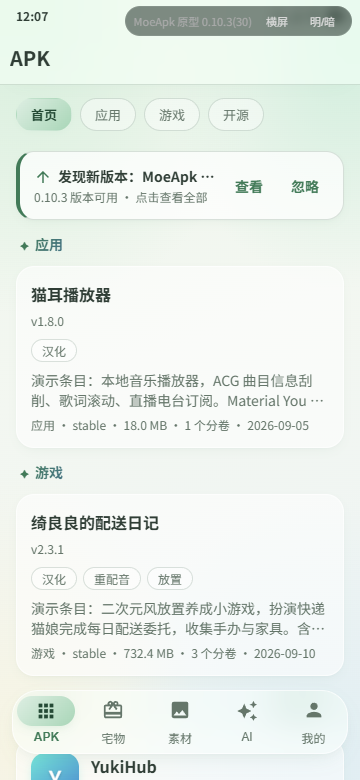 12:07
MoeApk 原型 0.10.3(30) 横屏 明/暗
APK
首页 应用 游戏 开源
发现新版本：MoeApk …
0.10.3 版本可用 • 点击查看全部
查看 忽略
应用
猫耳播放器
v1.8.0
汉化
演示条目：本地音乐播放器，ACG 曲目信息刮
削、歌词滚动、直播电台订阅。Material You …
应用 • stable • 18.0 MB • 1 个分卷 • 2026-09-05
游戏
绮良良的配送日记
v2.3.1
汉化 重配音 放置
演示条目：二次元风放置养成小游戏，扮演快递
猫娘完成每日配送委托，收集手办与家具。含…
游戏 • stable • 732.4 MB • 3 个分卷 • 2026-09-10
Y
YukiHub
APK 宅物 素材 AI 我的